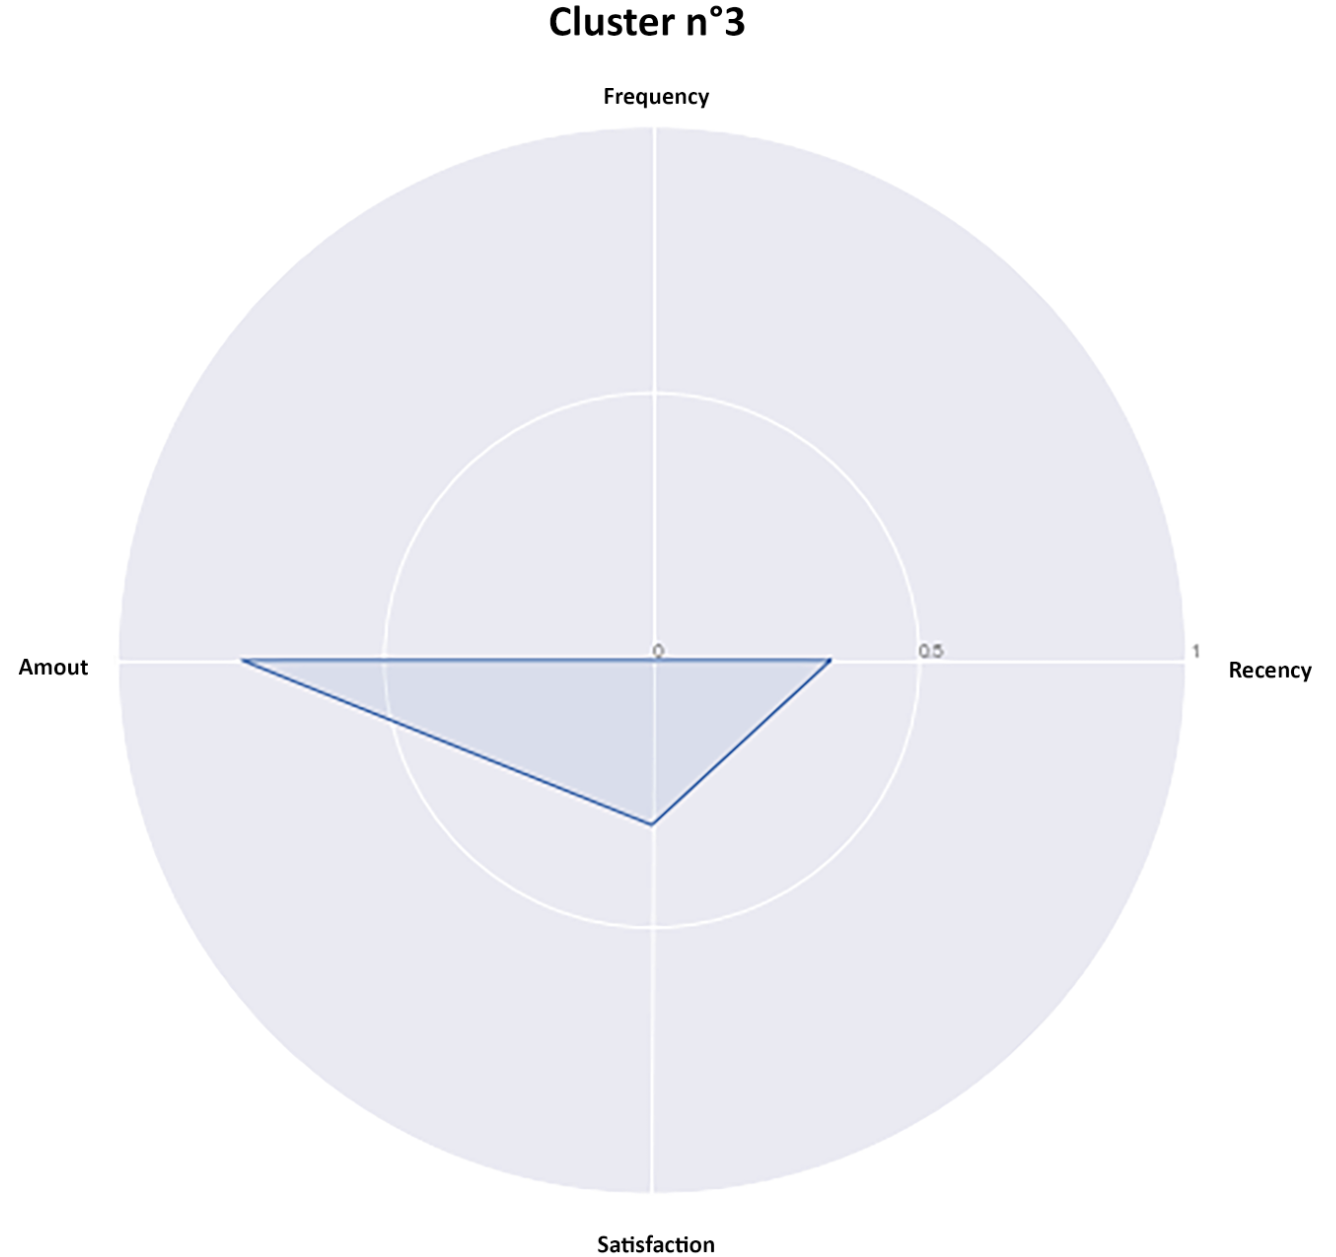 Cluster n°3
Frequency
0
0.5
1
Amout
Recency
Satisfaction